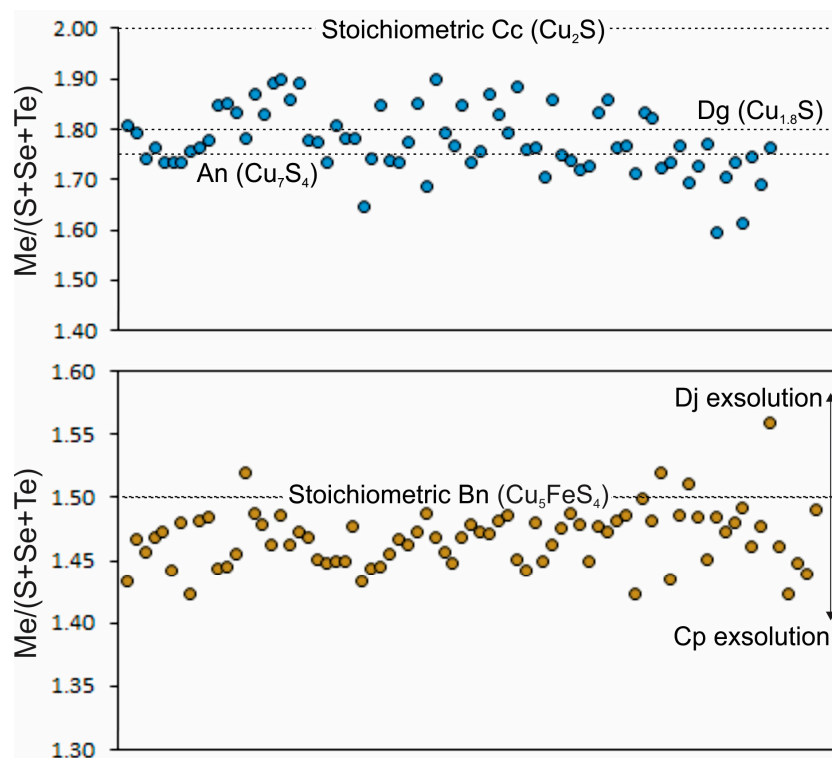 2.00
Stoichiometric Cc (Cu₂S)
1.90
Me/(S+Se+Te)
1.80
Dg (Cu₁.₈S)
An (Cu₇S₄)
1.70
1.60
1.50
1.40
1.60
Dj exsolution
1.55
Me/(S+Se+Te)
1.50
Stoichiometric Bn (Cu₅FeS₄)
1.45
1.40
Cp exsolution
1.35
1.30